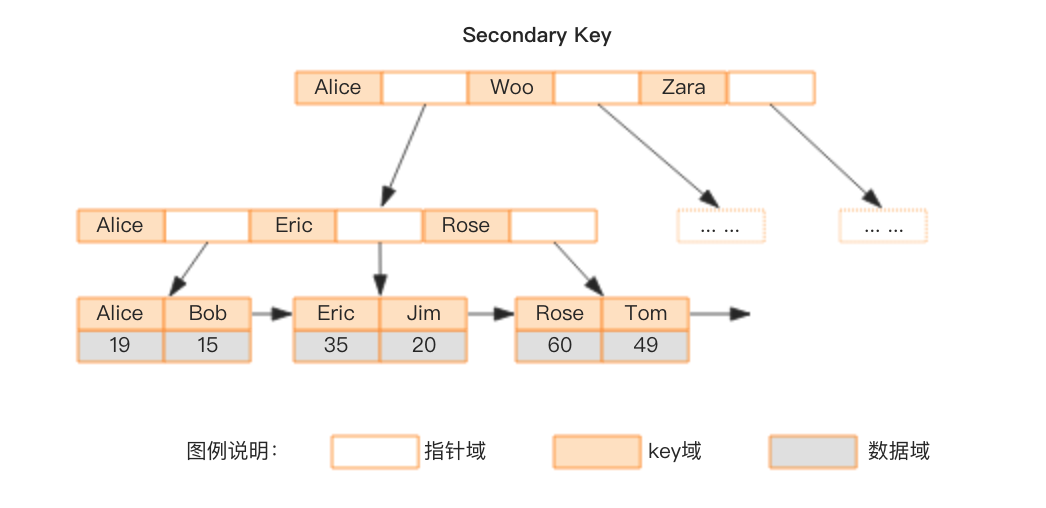 Secondary Key
Alice Woo Zara
Alice Eric Rose ... ... ... ...
Alice Bob Eric Jim Rose Tom
19 15 35 20 60 49
图例说明: 指针域 key域 数据域